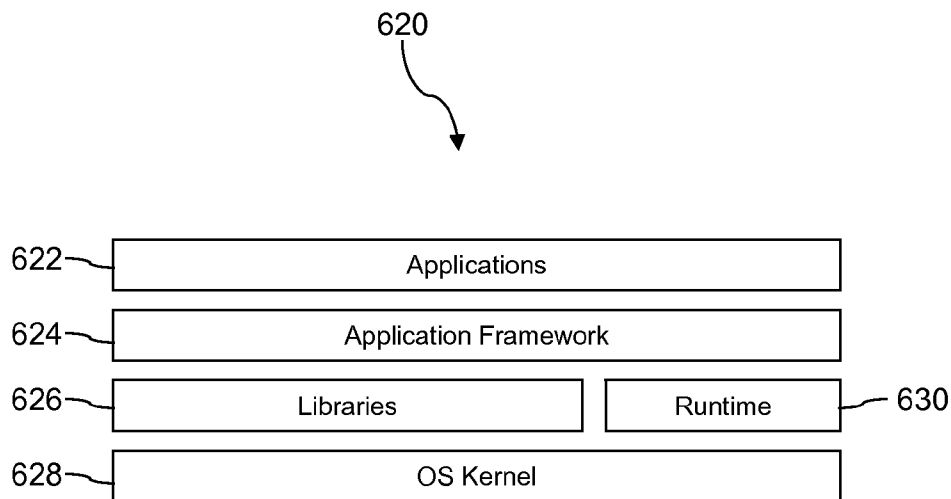 620
622 Applications
624 Application Framework
626 Libraries Runtime 630
628 OS Kernel